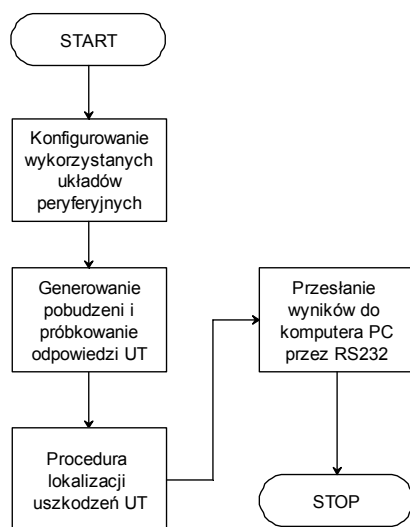 START
Konfigurowanie
wykorzystanych
układów
peryferyjnych
Generowanie
pobudzeni i
próbkowanie
odpowiedzi UT
Procedura
lokalizacji
uszkodzeń UT
Przesłanie
wyników do
komputera PC
przez RS232
STOP